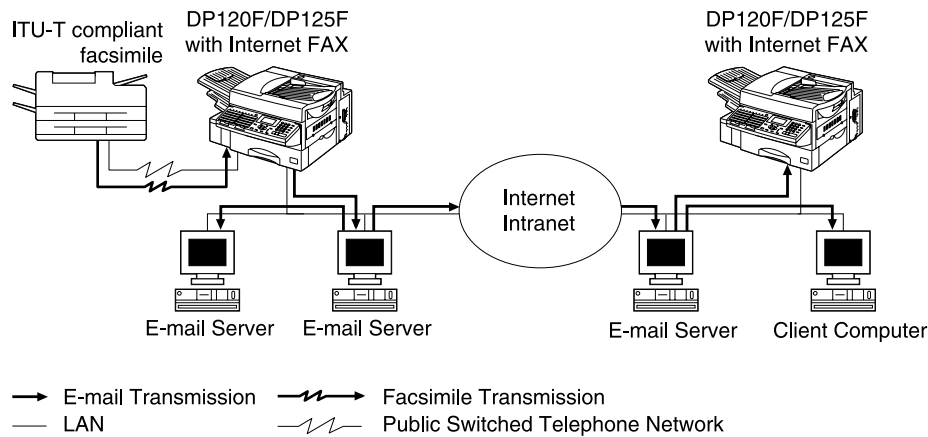 ITU-T compliant
facsimile
DP120F/DP125F
with Internet FAX
DP120F/DP125F
with Internet FAX
Internet
Intranet
E-mail Server
E-mail Server
E-mail Server
Client Computer
E-mail Transmission
Facsimile Transmission
LAN
Public Switched Telephone Network